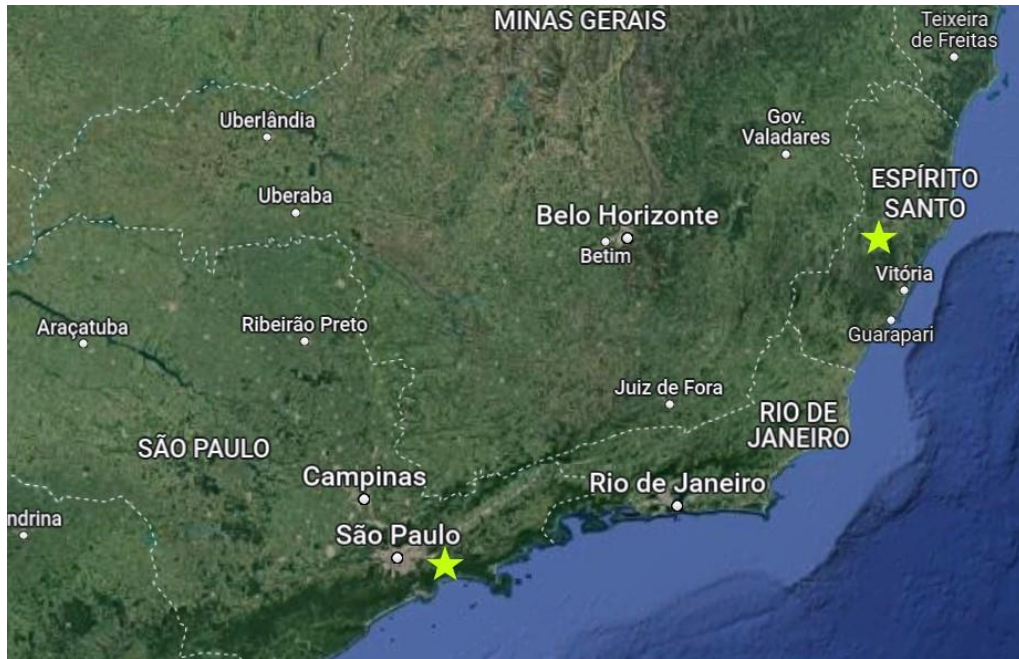 MINAS GERAIS
Teixeira
de Freitas
Uberlândia
Gov.
Valadares
Uberaba
ESPÍRITO
SANTO
Belo Horizonte
Betim
Vitória
Araçatuba
Ribeirão Preto
Guarapari
Juiz de Fora
RIO DE
JANEIRO
SÃO PAULO
Campinas
Rio de Janeiro
ndrina
São Paulo